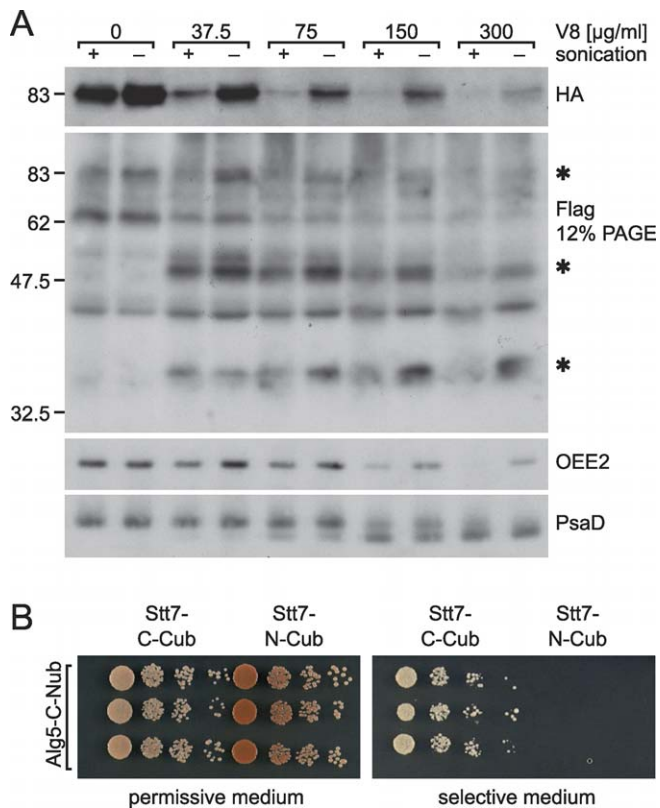 A
0 37.5 75 150 300 V8 [µg/ml]
+ – + – + – + – + – sonication
83 HA
83 *
62 Flag
12% PAGE
47.5 *
*
32.5
OEE2
PsaD
B
Stt7- Stt7- Stt7- Stt7-
C-Cub N-Cub C-Cub N-Cub
Alg5-C-Nub
permissive medium selective medium